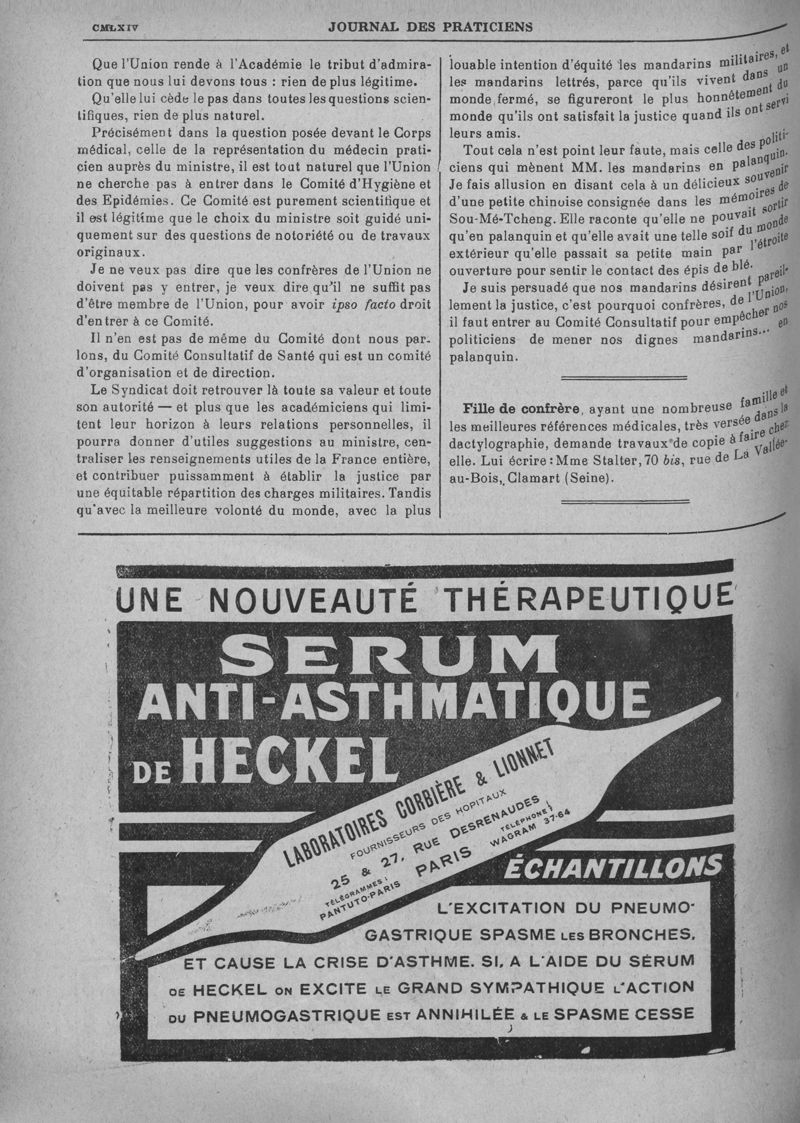 CMLXIV
JOURNAL DES PRATICIENS
Que l'Union rende à l'Académie le tribut d'admira-
tion que nous lui devons tous : rien de plus légitime.
Qu'elle lui cède le pas dans toutes les questions scien-
tifiques, rien de plus naturel.
Précisément dans la question posée devant le Corps
médical, celle de la représentation du médecin prati-
cien auprès du ministre, il est tout naturel que l'Union
ne cherche pas à entrer dans le Comité d'Hygiène et
des Epidémies. Ce Comité est purement scientifique et
il est légitime que le choix du ministre soit guidé uni-
quement sur des questions de notoriété ou de travaux
originaux.
Je ne veux pas dire que les confrères de l'Union ne
doivent pas y entrer, je veux dire qu'il ne suffit pas
d'être membre de l'Union, pour avoir ipso facto droit
d'entrer à ce Comité.
Il n'en est pas de même du Comité dont nous par-
lons, du Comité Consultatif de Santé qui est un comité
d'organisation et de direction.
Le Syndicat doit retrouver là toute sa valeur et toute
son autorité — et plus que les académiciens qui limi-
tent leur horizon à leurs relations personnelles, il
pourra donner d'utiles suggestions au ministre, cen-
traliser les renseignements utiles de la France entière,
et contribuer puissamment à établir la justice par
une équitable répartition des charges militaires. Tandis
qu'avec la meilleure volonté du monde, avec la plus
louable intention d'équité les mandarins militaires, et
les mandarins lettrés, parce qu'ils vivent dans un
monde fermé, se figureront le plus honnêtement du
monde qu'ils ont satisfait la justice quand ils ont servi
leurs amis.
Tout cela n'est point leur faute, mais celle des politi-
ciens qui mènent MM. les mandarins en palanquin.
Je fais allusion en disant cela à un délicieux souvenir
d'une petite chinoise consignée dans les mémoires de
Sou-Mé-Tcheng. Elle raconte qu'elle ne pouvait sortir
qu'en palanquin et qu'elle avait une telle soif du monde
extérieur qu'elle passait sa petite main par l'étroite
ouverture pour sentir le contact des épis de blé.
Je suis persuadé que nos mandarins désirent pareil-
lement la justice, c'est pourquoi confrères, de l'Union,
il faut entrer au Comité Consultatif pour empêcher nos
politiciens de mener nos dignes mandarins... en
palanquin.
Fille de confrère, ayant une nombreuse famille et
les meilleures références médicales, très versée dans la
dactylographie, demande travaux de copie à faire chez
elle. Lui écrire : Mme Stalter, 70 bis, rue de La Vallée-
au-Bois, Clamart (Seine).
UNE NOUVEAUTÉ THÉRAPEUTIQUE
SERUM
ANTI-ASTHMATIQUE
DE HECKEL
LABORATOIRES CORBIÈRE & LIONNET
FOURNISSEURS DES HOPITAUX
25 & 27, RUE DESRENAUDES
TÉLÉGRAMMES:
PANTUTO-PARIS
PARIS
TÉLÉPHONE:
WAGRAM 37-64
ÉCHANTILLONS
L'EXCITATION DU PNEUMO-
GASTRIQUE SPASME LES BRONCHES,
ET CAUSE LA CRISE D'ASTHME. SI, A L'AIDE DU SÉRUM
DE HECKEL ON EXCITE LE GRAND SYMPATHIQUE L'ACTION
DU PNEUMOGASTRIQUE EST ANNIHILÉE & LE SPASME CESSE